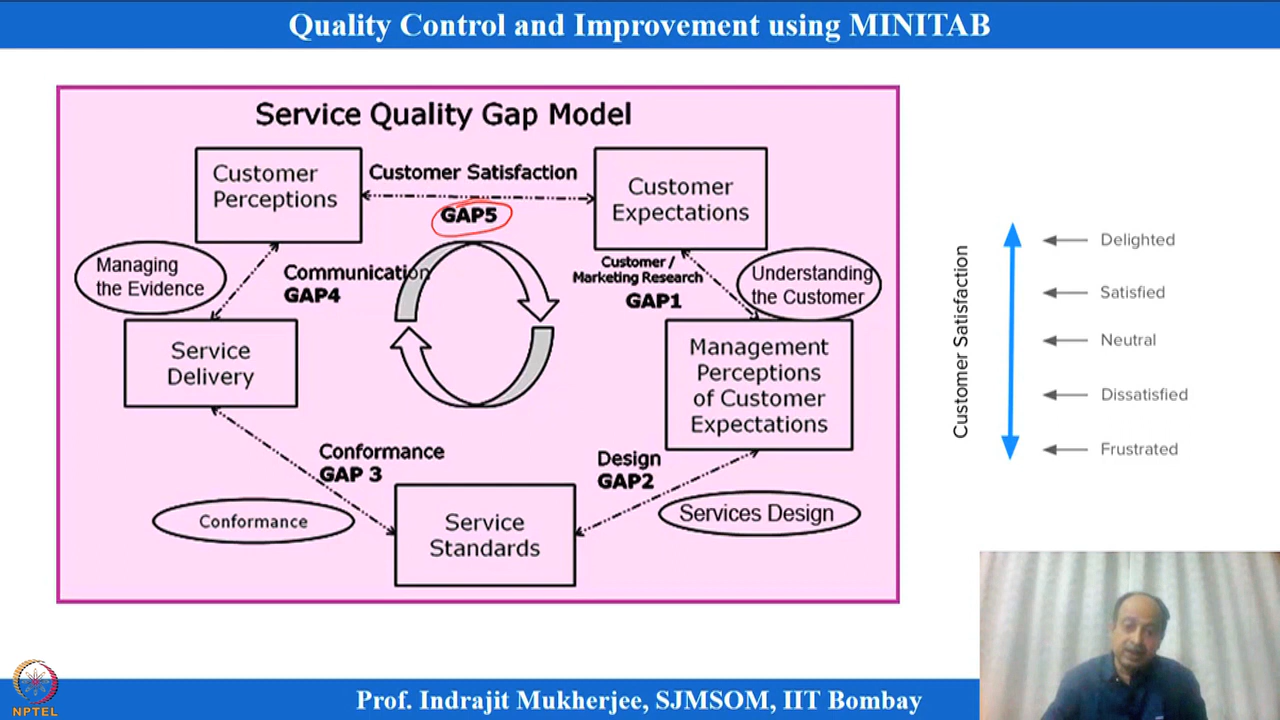 Quality Control and Improvement using MINITAB
Service Quality Gap Model
Customer
Perceptions
Customer Satisfaction
GAP5
Customer
Expectations
Managing
the Evidence
Communication
GAP4
Customer /
Marketing Research
GAP1
Understanding
the Customer
Service
Delivery
Management
Perceptions
of Customer
Expectations
Conformance
GAP 3
Design
GAP2
Conformance
Service
Standards
Services Design
Customer Satisfaction
Delighted
Satisfied
Neutral
Dissatisfied
Frustrated
NPTEL
Prof. Indrajit Mukherjee, SJMSOM, IIT Bombay